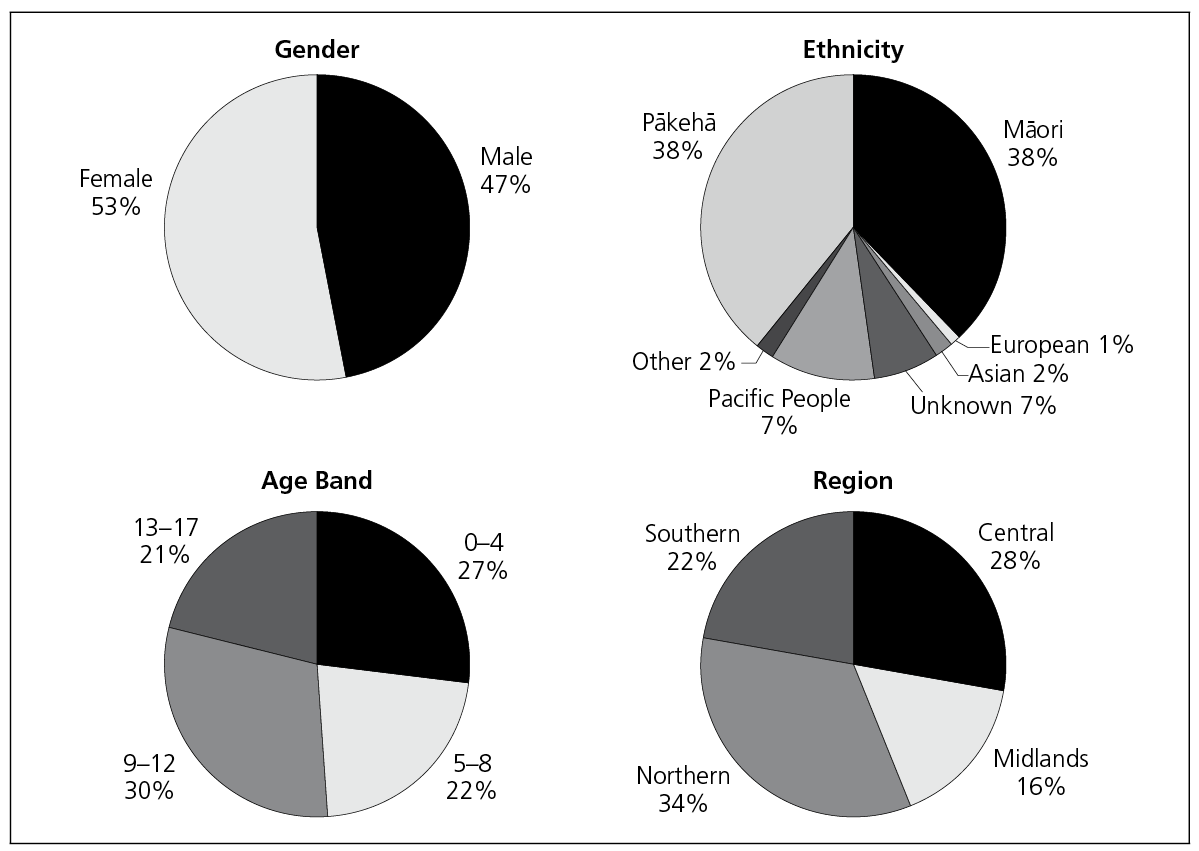 Gender
Female
53%
Male
47%
Ethnicity
Pākehā
38%
Māori
38%
European 1%
Asian 2%
Unknown 7%
Pacific People
7%
Other 2%
Age Band
13–17
21%
0–4
27%
9–12
30%
5–8
22%
Region
Southern
22%
Central
28%
Northern
34%
Midlands
16%